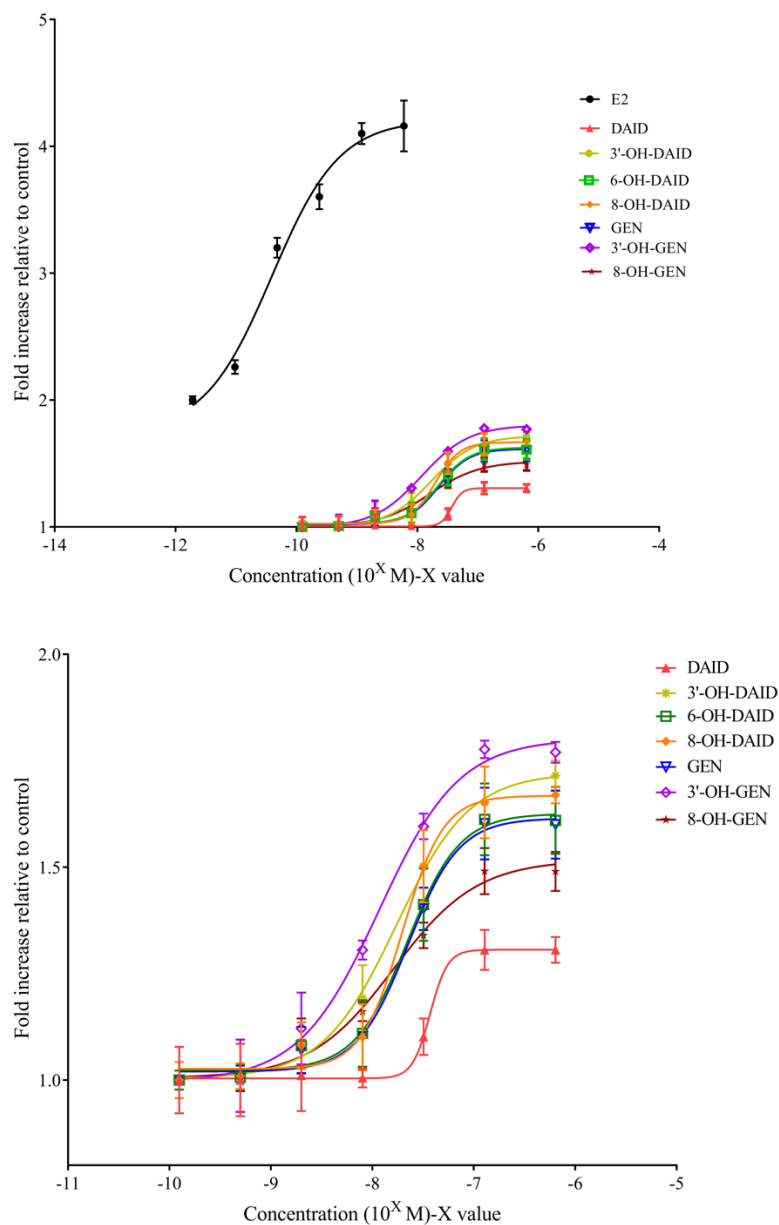 Fold increase relative to control
5
4
3
2
1
-14
-12
-10
-8
-6
-4
Concentration (10^X M)-X value
E2
DAID
3'-OH-DAID
6-OH-DAID
8-OH-DAID
GEN
3'-OH-GEN
8-OH-GEN
Fold increase relative to control
2.0
1.5
1.0
-11
-10
-9
-8
-7
-6
-5
Concentration (10^X M)-X value
DAID
3'-OH-DAID
6-OH-DAID
8-OH-DAID
GEN
3'-OH-GEN
8-OH-GEN